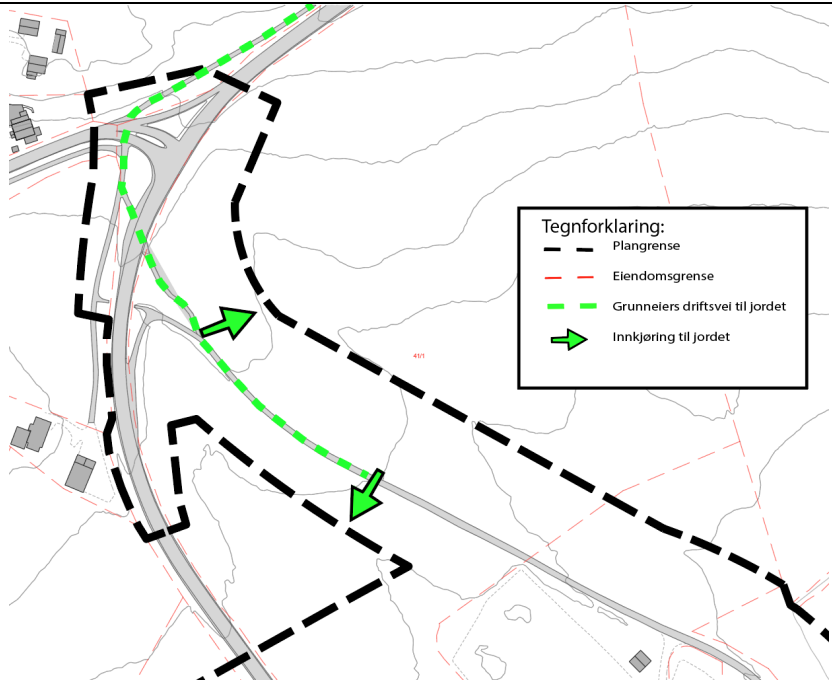 Tegnforklaring:
Plangrense
Eiendomsgrense
Grunneiers driftsvei til jordet
Innkjøring til jordet
41/1